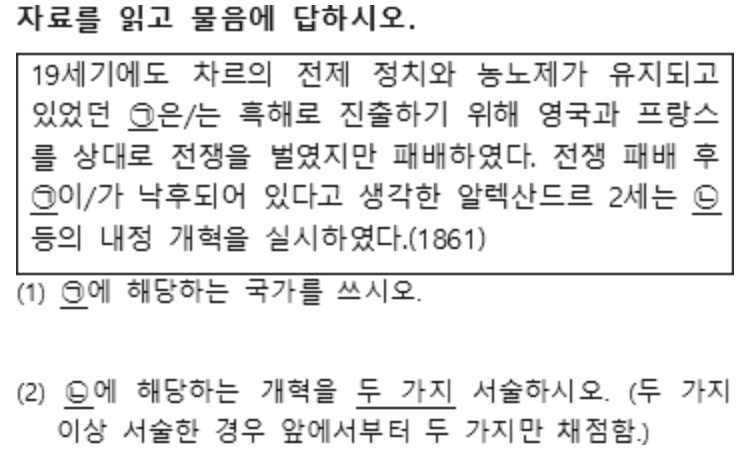 자료를 읽고 물음에 답하시오.
19세기에도 차르의 전제 정치와 농노제가 유지되고
있었던 ㉠은/는 흑해로 진출하기 위해 영국과 프랑스
를 상대로 전쟁을 벌였지만 패배하였다. 전쟁 패배 후
㉠이/가 낙후되어 있다고 생각한 알렉산드르 2세는 ㉡
등의 내정 개혁을 실시하였다.(1861)
(1) ㉠에 해당하는 국가를 쓰시오.
(2) ㉡에 해당하는 개혁을 두 가지 서술하시오. (두 가지
이상 서술한 경우 앞에서부터 두 가지만 채점함.)